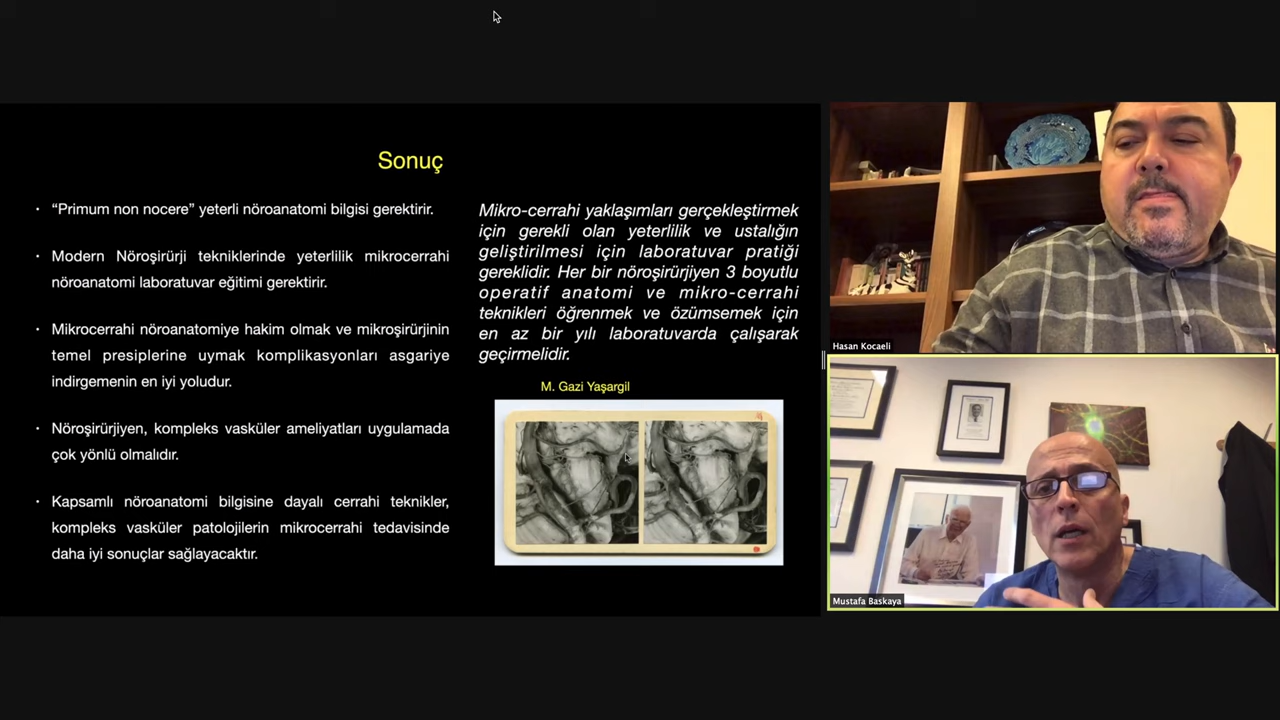 Sonuç
• “Primum non nocere” yeterli nöroanatomi bilgisi gerektirir.
• Modern Nöroşirürji tekniklerinde yeterlilik mikrocerrahi
nöroanatomi laboratuvar eğitimi gerektirir.
• Mikrocerrahi nöroanatomiye hakim olmak ve mikroşirürjinin
temel presiplerine uymak komplikasyonları asgariye
indirgemenin en iyi yoludur.
• Nöroşirürjiyen, kompleks vasküler ameliyatları uygulamada
çok yönlü olmalıdır.
• Kapsamlı nöroanatomi bilgisine dayalı cerrahi teknikler,
kompleks vasküler patolojilerin mikrocerrahi tedavisinde
daha iyi sonuçlar sağlayacaktır.
Mikro-cerrahi yaklaşımları gerçekleştirmek
için gerekli olan yeterlilik ve ustalığın
geliştirilmesi için laboratuvar pratiği
gereklidir. Her bir nöroşirürjiyen 3 boyutlu
operatif anatomi ve mikro-cerrahi
teknikleri öğrenmek ve özümsemek için
en az bir yılı laboratuvarda çalışarak
geçirmelidir.
M. Gazi Yaşargil
Hasan Kocaeli
Mustafa Baskaya